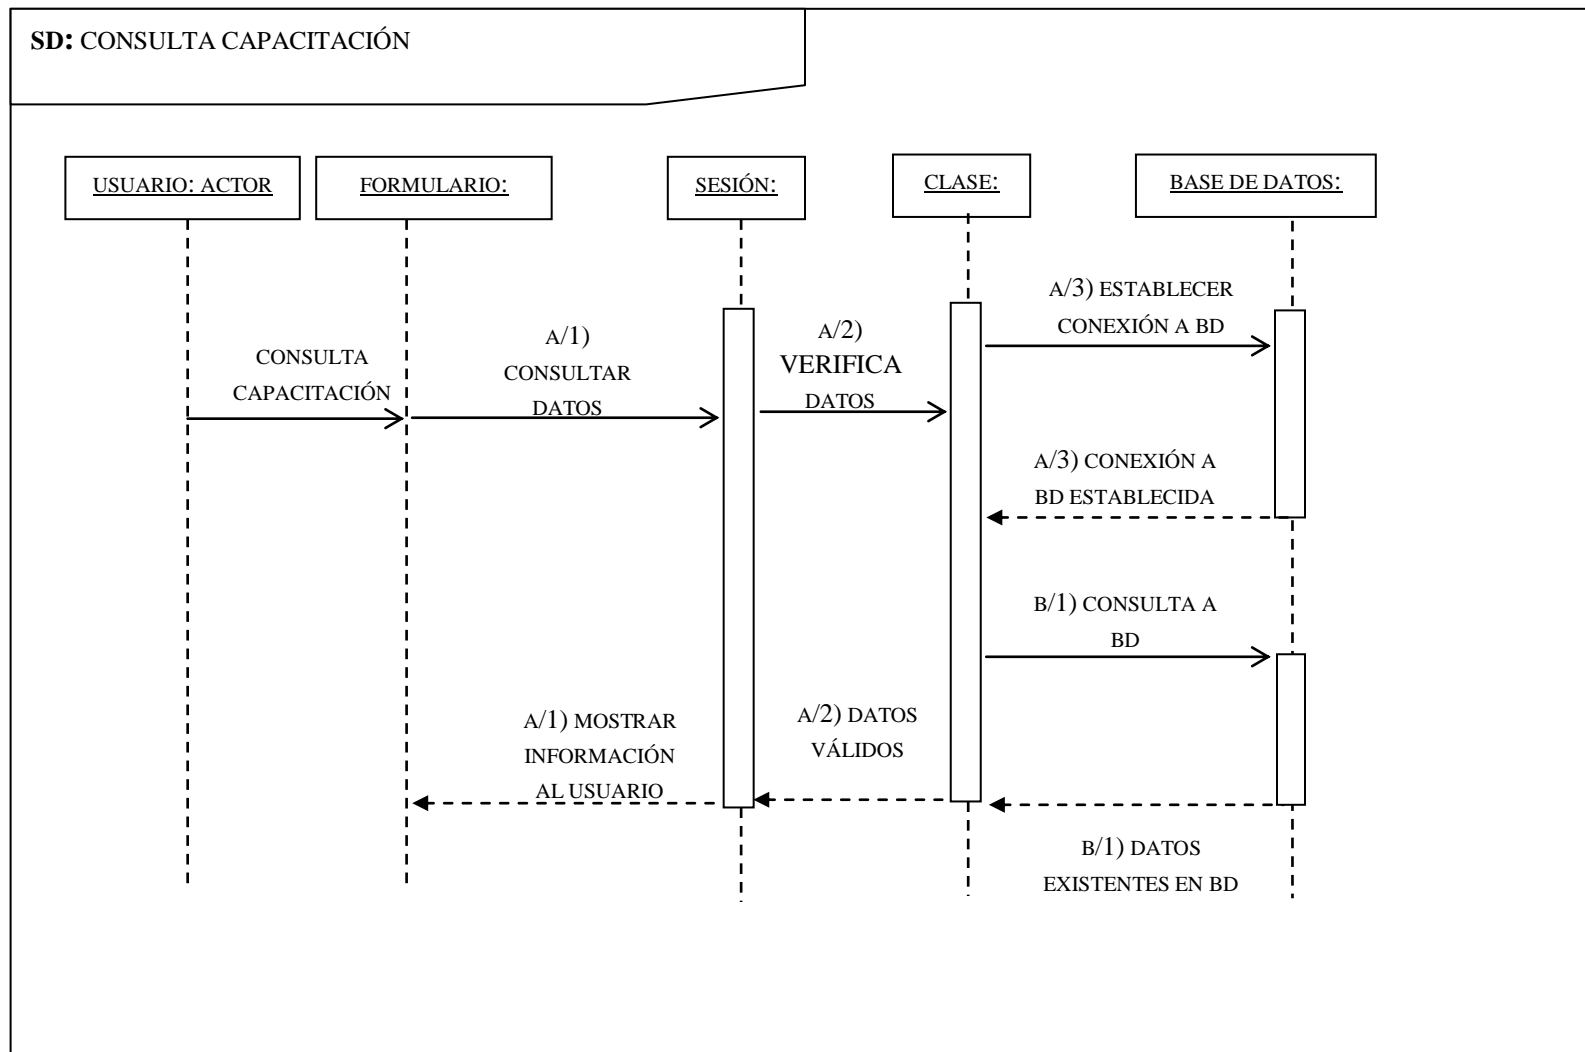 SD: CONSULTA CAPACITACIÓN
USUARIO: ACTOR
FORMULARIO:
SESIÓN:
CLASE:
BASE DE DATOS:
CONSULTA
CAPACITACIÓN
A/1)
CONSULTAR
DATOS
A/2)
VERIFICA
DATOS
A/3) ESTABLECER
CONEXIÓN A BD
A/3) CONEXIÓN A
BD ESTABLECIDA
B/1) CONSULTA A
BD
A/1) MOSTRAR
INFORMACIÓN
AL USUARIO
A/2) DATOS
VÁLIDOS
B/1) DATOS
EXISTENTES EN BD